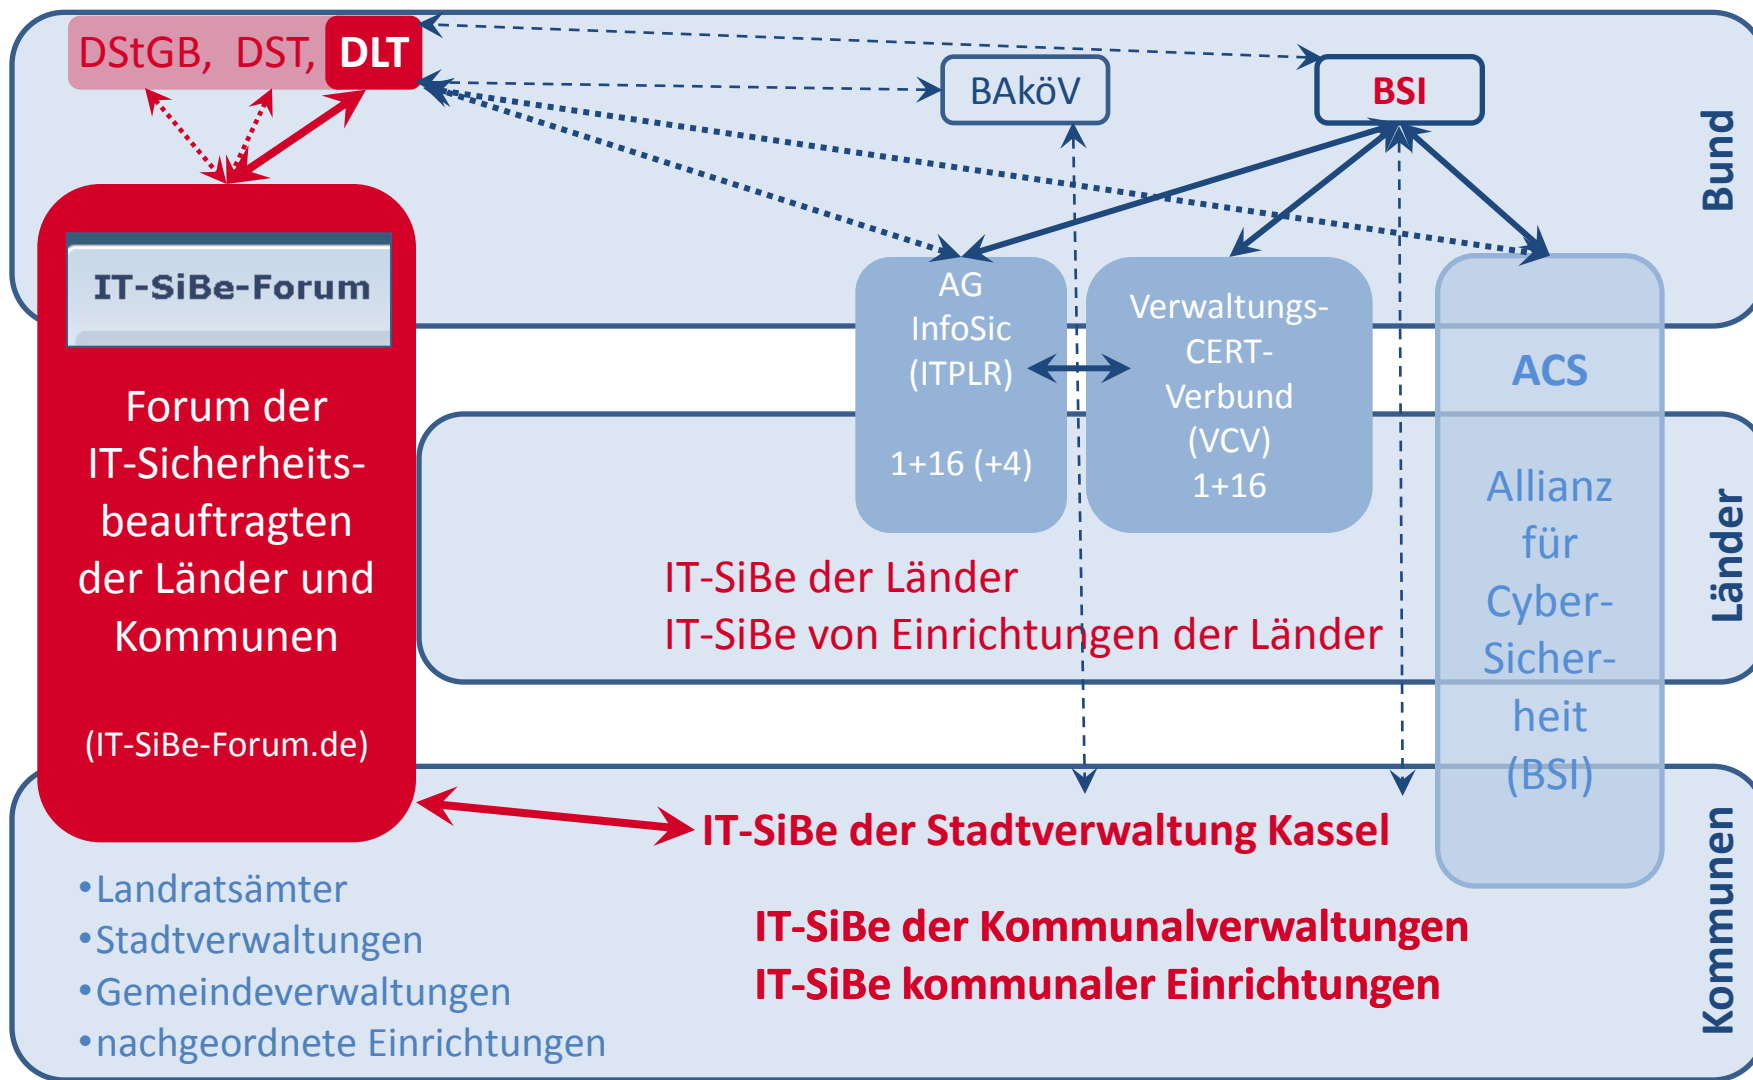 DStGB, DST, DLT
BAköV
BSI
Bund
IT-SiBe-Forum
Forum der
IT-Sicherheits-
beauftragten
der Länder und
Kommunen
(IT-SiBe-Forum.de)
AG
InfoSic
(ITPLR)
1+16 (+4)
Verwaltungs-
CERT-
Verbund
(VCV)
1+16
ACS
Allianz
für
Cyber-
Sicher-
heit
(BSI)
Länder
IT-SiBe der Länder
IT-SiBe von Einrichtungen der Länder
IT-SiBe der Stadtverwaltung Kassel
•Landratsämter
•Stadtverwaltungen
•Gemeindeverwaltungen
•nachgeordnete Einrichtungen
IT-SiBe der Kommunalverwaltungen
IT-SiBe kommunaler Einrichtungen
Kommunen